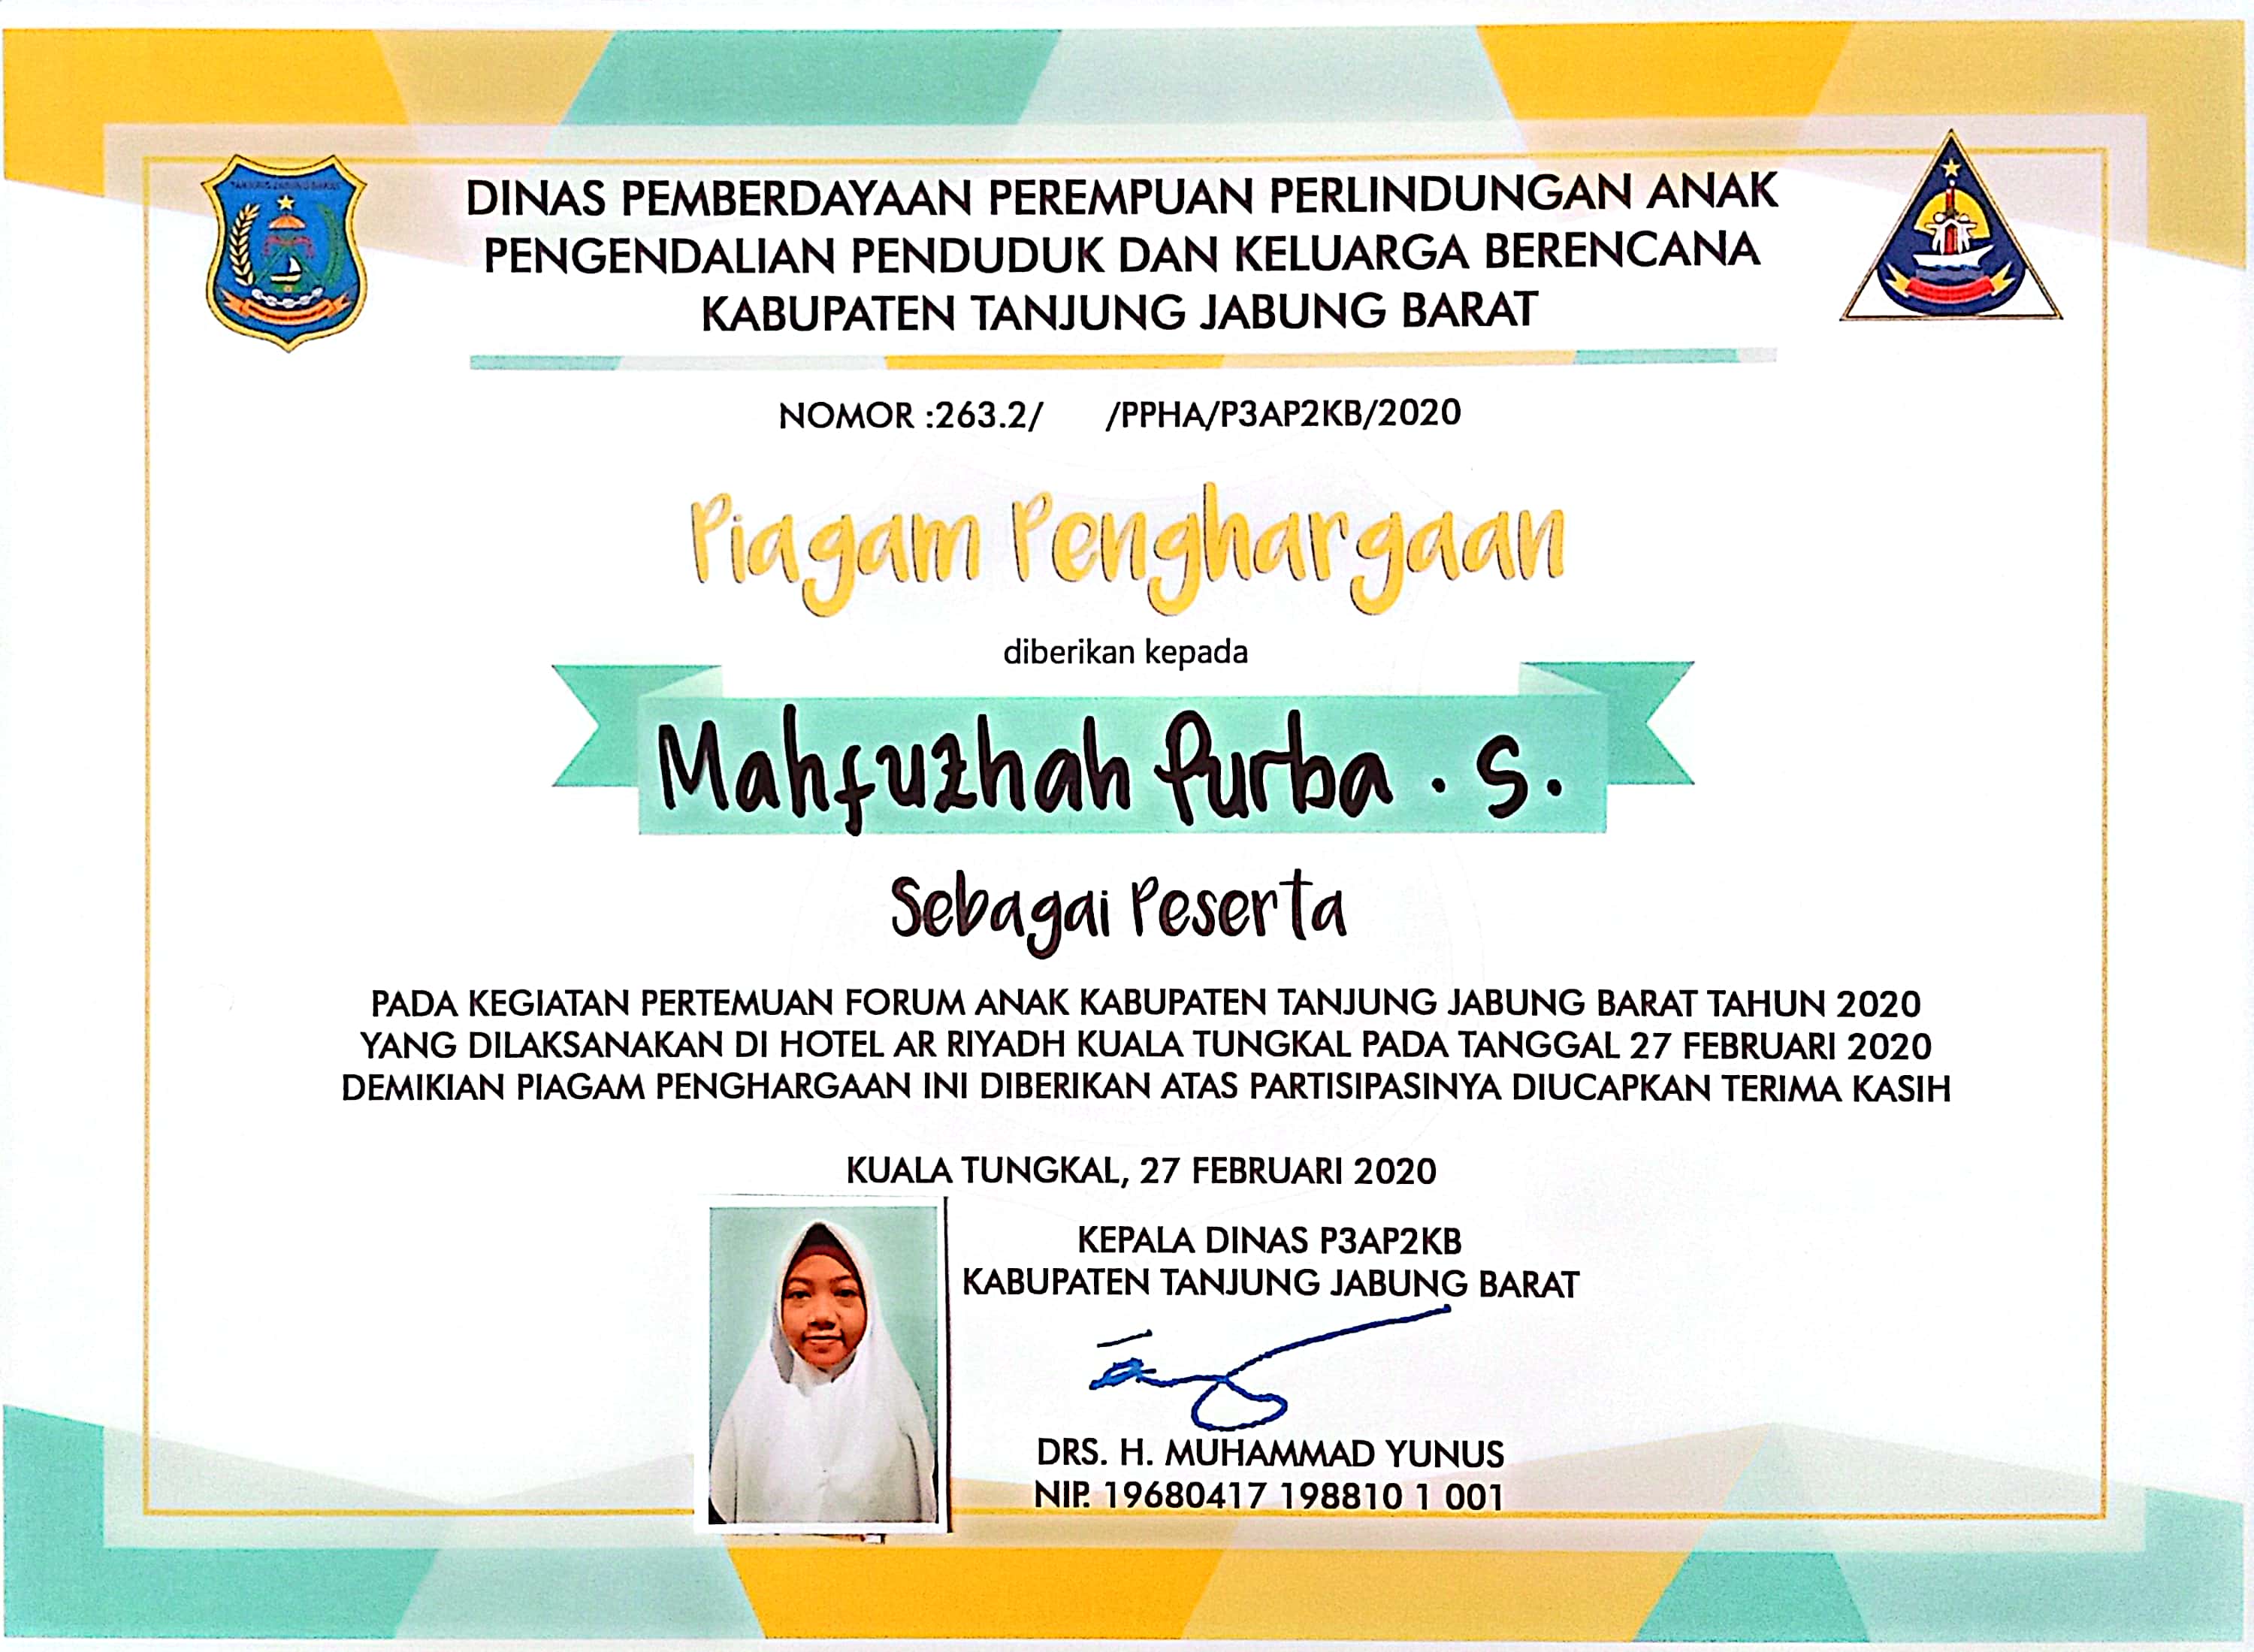 TANJUNG JABUNG BARAT
DINAS PEMBERDAYAAN PEREMPUAN PERLINDUNGAN ANAK
PENGENDALIAN PENDUDUK DAN KELUARGA BERENCANA
KABUPATEN TANJUNG JABUNG BARAT
NOMOR :263.2/ /PPHA/P3AP2KB/2020
Piagam Penghargaan
diberikan kepada
Mahfuzhah Purba . S.
Sebagai Peserta
PADA KEGIATAN PERTEMUAN FORUM ANAK KABUPATEN TANJUNG JABUNG BARAT TAHUN 2020
YANG DILAKSANAKAN DI HOTEL AR RIYADH KUALA TUNGKAL PADA TANGGAL 27 FEBRUARI 2020
DEMIKIAN PIAGAM PENGHARGAAN INI DIBERIKAN ATAS PARTISIPASINYA DIUCAPKAN TERIMA KASIH
KUALA TUNGKAL, 27 FEBRUARI 2020
KEPALA DINAS P3AP2KB
KABUPATEN TANJUNG JABUNG BARAT
DRS. H. MUHAMMAD YUNUS
NIP. 19680417 198810 1 001